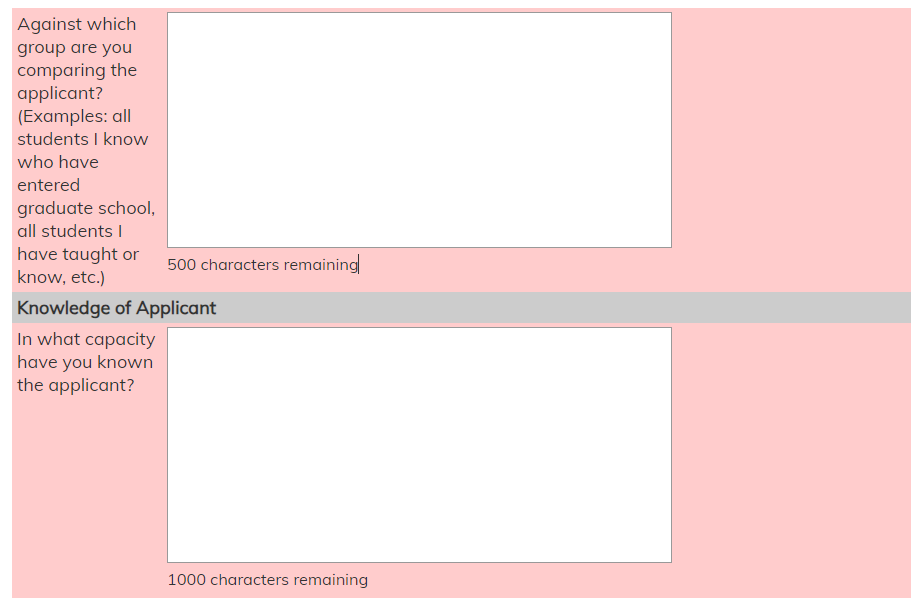 Against which
group are you
comparing the
applicant?
(Examples: all
students I know
who have
entered
graduate school,
all students I
have taught or
know, etc.)
500 characters remaining
Knowledge of Applicant
In what capacity
have you known
the applicant?
1000 characters remaining